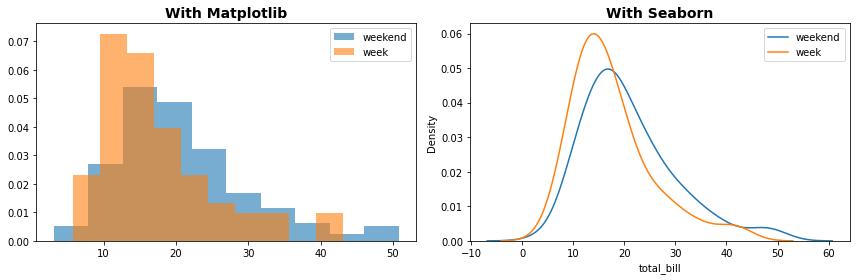 With Matplotlib
weekend
week
0.07
0.06
0.05
0.04
0.03
0.02
0.01
0.00
10 20 30 40 50
With Seaborn
weekend
week
Density
0.06
0.05
0.04
0.03
0.02
0.01
0.00
−10 0 10 20 30 40 50 60
total_bill